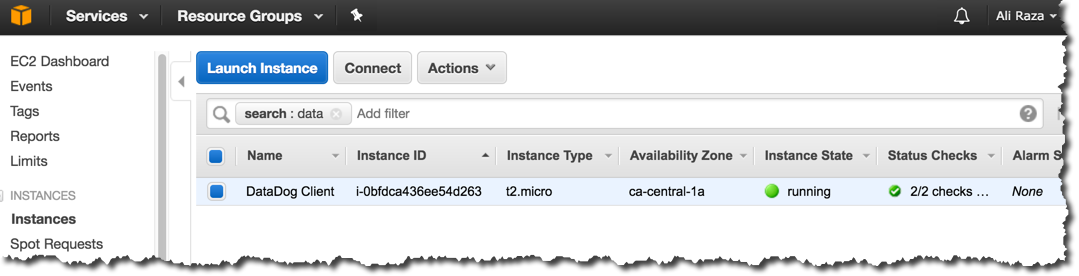 Services Resource Groups Ali Raza
EC2 Dashboard
Events
Tags
Reports
Limits
INSTANCES
Instances
Spot Requests
Launch Instance Connect Actions
search : data Add filter
Name Instance ID Instance Type Availability Zone Instance State Status Checks Alarm S
DataDog Client i-0bfdca436ee54d263 t2.micro ca-central-1a running 2/2 checks ... None